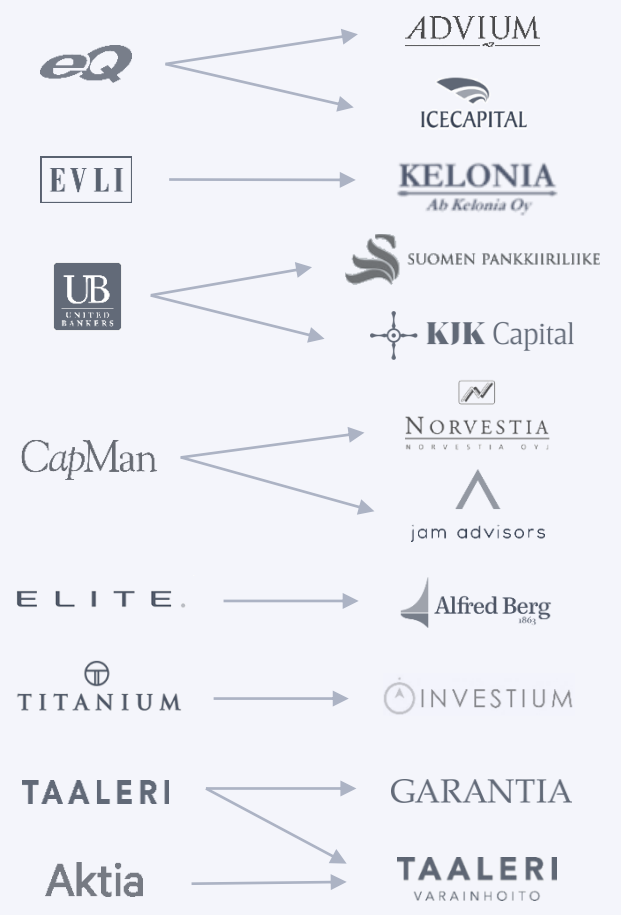 eQ
ADVIUM
ICECAPITAL
EVLI
KELONIA
Ab Kelonia Oy
UB
UNITED
BANKERS
SUOMEN PANKKIIRILIIKE
KJK Capital
CapMan
NORVESTIA
NORVESTIA OYJ
jam advisors
ELITE.
Alfred Berg
1863
TITANIUM
INVESTIUM
TAALERI
GARANTIA
Aktia
TAALERI
VARAINHOITO